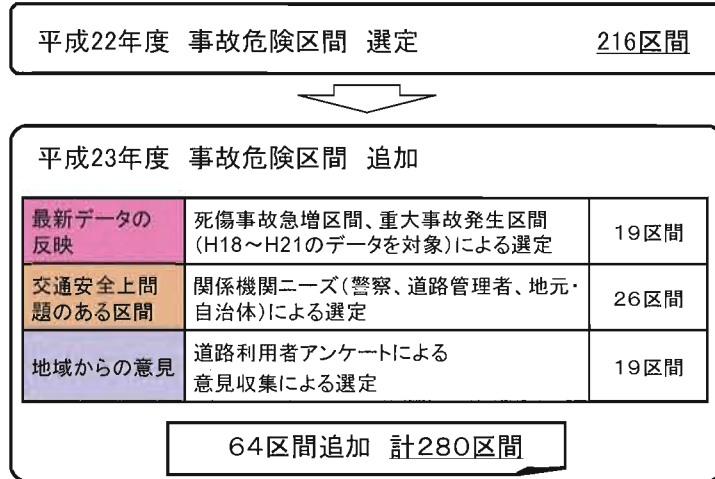 平成22年度 事故危険区間 選定 216区間
平成23年度 事故危険区間 追加
最新データの
反映
死傷事故急増区間、重大事故発生区間
(H18～H21のデータを対象)による選定
19区間
交通安全上問
題のある区間
関係機関ニーズ(警察、道路管理者、地元・
自治体)による選定
26区間
地域からの意見
道路利用者アンケートによる
意見収集による選定
19区間
64区間追加 計280区間